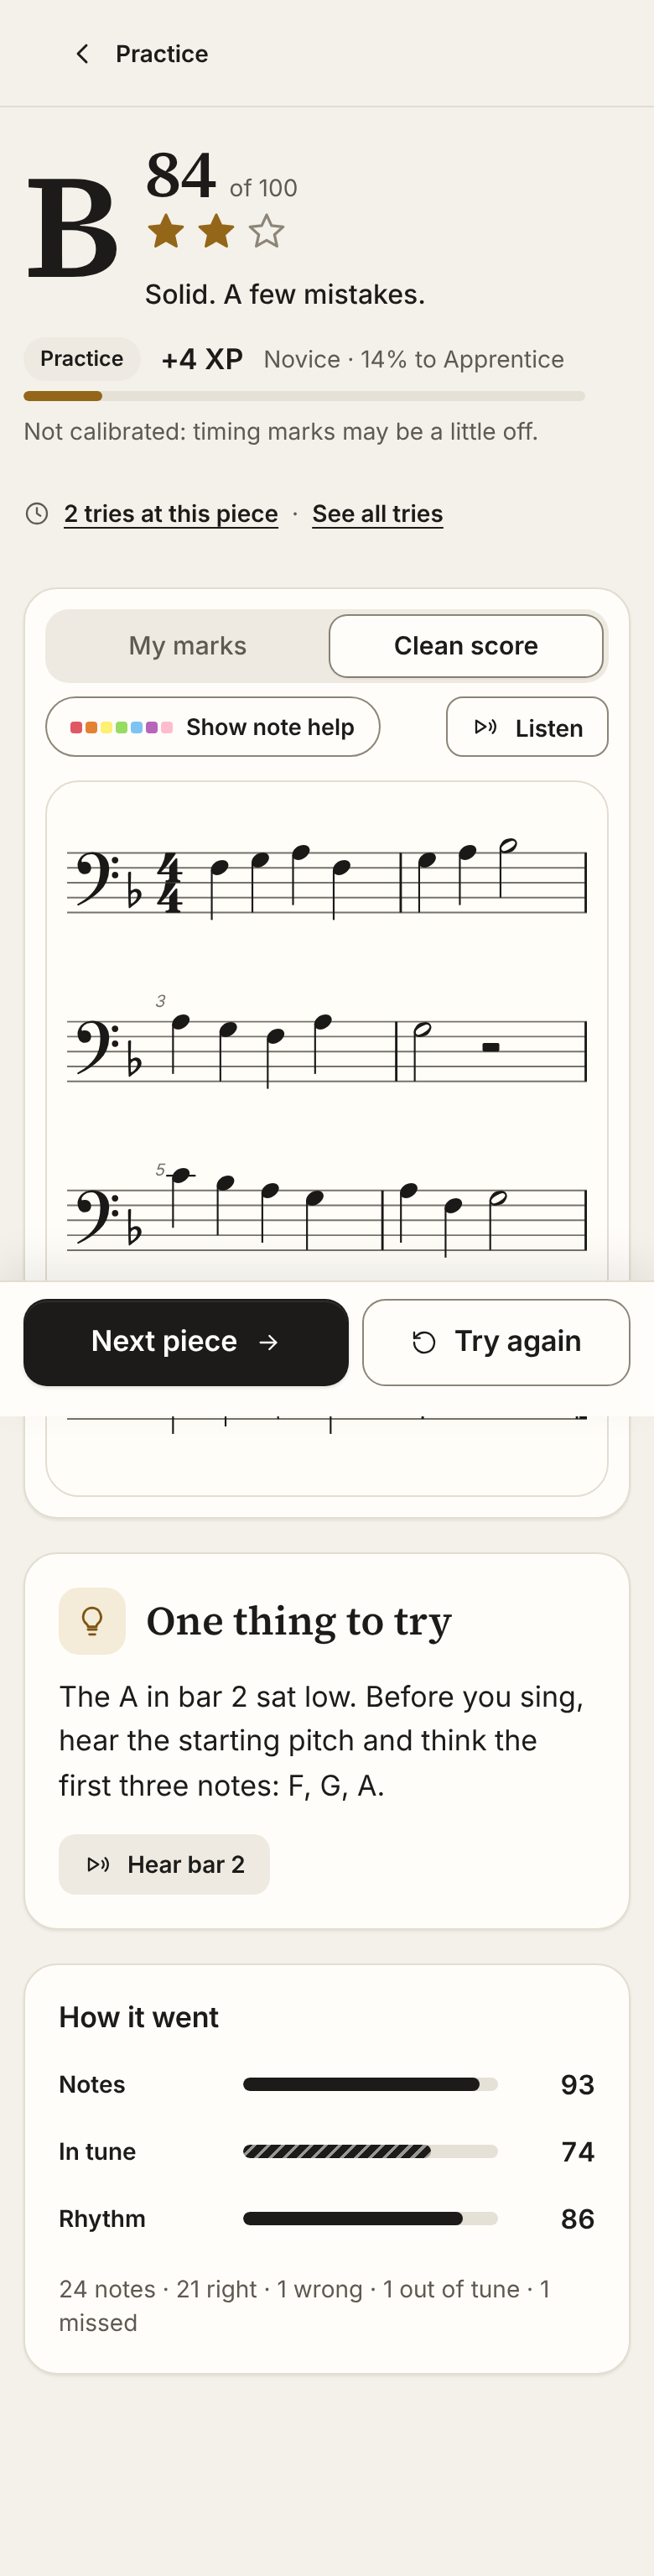 Practice
B
84 of 100
Solid. A few mistakes.
Practice +4 XP Novice · 14% to Apprentice
Not calibrated: timing marks may be a little off.
2 tries at this piece · See all tries
My marks Clean score
Show note help Listen
4
4
3
5
Next piece → Try again
One thing to try
The A in bar 2 sat low. Before you sing,
hear the starting pitch and think the
first three notes: F, G, A.
Hear bar 2
How it went
Notes 93
In tune 74
Rhythm 86
24 notes · 21 right · 1 wrong · 1 out of tune · 1
missed